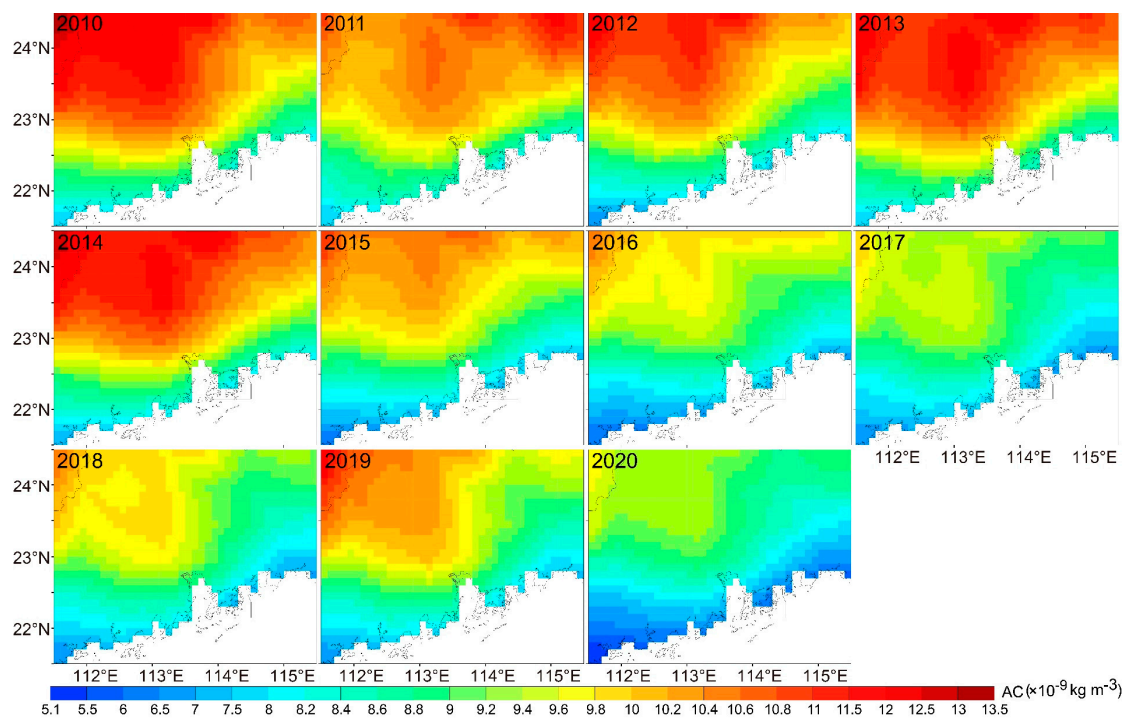 2010 2011 2012 2013
24°N
23°N
22°N
2014 2015 2016 2017
24°N
23°N
22°N
112°E 113°E 114°E 115°E
2018 2019 2020
24°N
23°N
22°N
112°E 113°E 114°E 115°E 112°E 113°E 114°E 115°E 112°E 113°E 114°E 115°E
AC (×10⁻⁹ kg m⁻³)
5.1 5.5 6 6.5 7 7.5 8 8.2 8.4 8.6 8.8 9 9.2 9.4 9.6 9.8 10 10.2 10.4 10.6 10.8 11 11.5 12 12.5 13 13.5